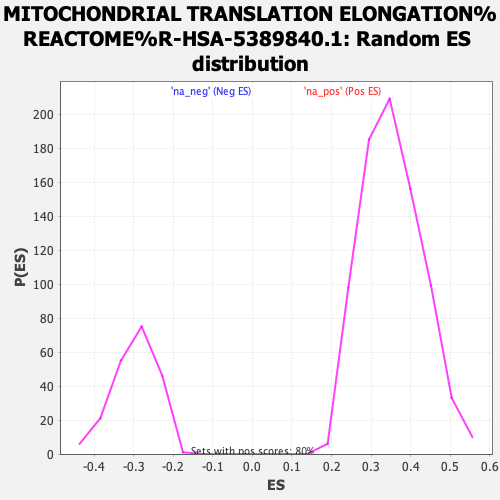 MITOCHONDRIAL TRANSLATION ELONGATION%
REACTOME%R-HSA-5389840.1: Random ES
distribution
'na_neg' (Neg ES) 'na_pos' (Pos ES)
P(ES)
200
180
160
140
120
100
80
60
40
20
0
Sets with pos scores: 80%
-0.4 -0.3 -0.2 -0.1 0.0 0.1 0.2 0.3 0.4 0.5 0.6
ES